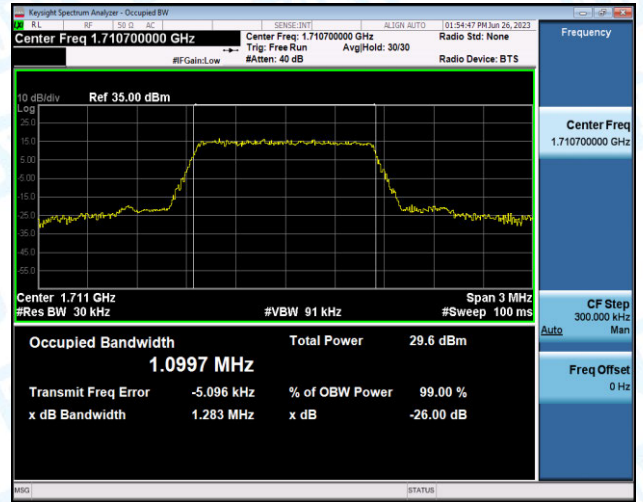 Keysight Spectrum Analyzer - Occupied BW
LXI RL RF 50 Ω AC SENSE:INT ALIGN AUTO 01:54:47 PM Jun 26, 2023
Center Freq 1.710700000 GHz
Center Freq: 1.710700000 GHz
Radio Std: None
Trig: Free Run Avg|Hold: 30/30
#IFGain:Low
#Atten: 40 dB
Radio Device: BTS
Frequency
10 dB/div Ref 35.00 dBm
Log
25.0
15.0
5.00
-5.00
-15.0
-25.0
-35.0
-45.0
-55.0
Center 1.711 GHz
Span 3 MHz
#Res BW 30 kHz
#VBW 91 kHz
#Sweep 100 ms
Occupied Bandwidth
Total Power 29.6 dBm
1.0997 MHz
Transmit Freq Error -5.096 kHz
% of OBW Power 99.00 %
x dB Bandwidth 1.283 MHz
x dB -26.00 dB
Center Freq
1.710700000 GHz
CF Step
300.000 kHz
Auto Man
Freq Offset
0 Hz
MSG
STATUS